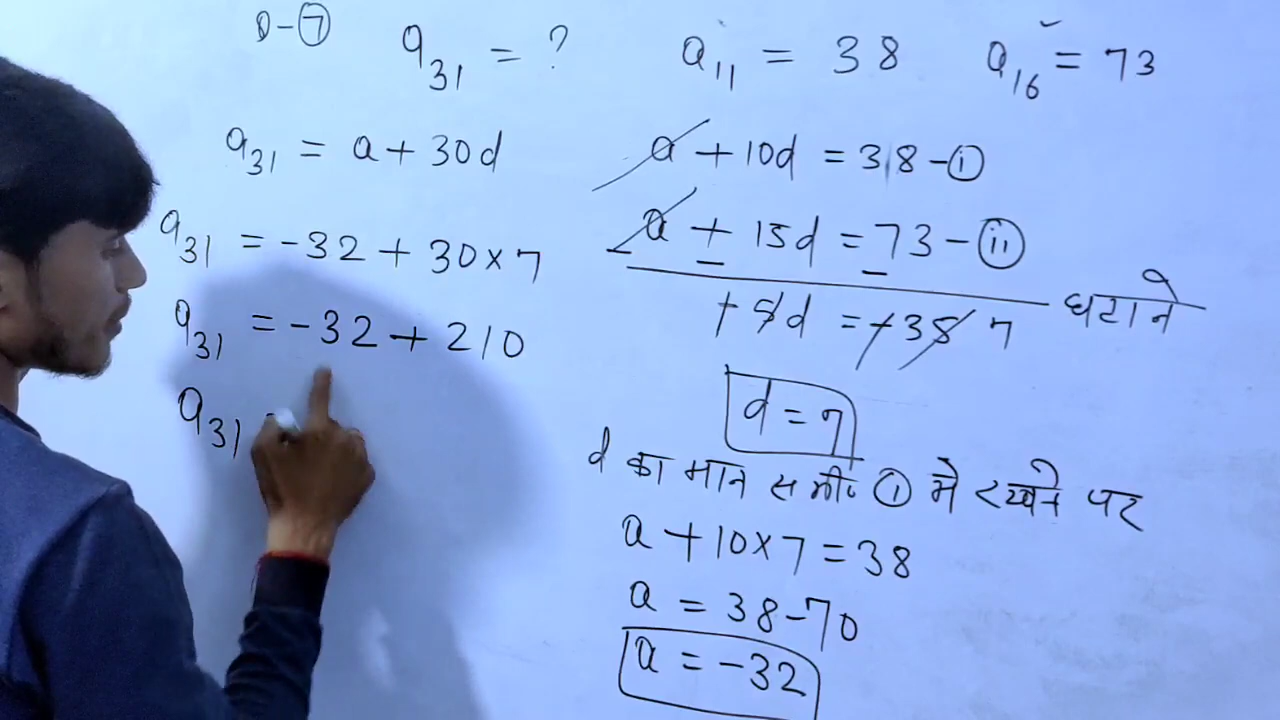 Q-⑦ a₃₁ = ? a₁₁ = 38 a₁₆ = 73
a₃₁ = a + 30d
a₃₁ = -32 + 30×7
a₃₁ = -32 + 210
a₃₁ =
a + 10d = 38 - ⓘ
a + 15d = 73 - ⓘⓘ
घटाने
+5d = +35 7
d = 7
d का मान समी० ⓘ मे रखने पर
a + 10×7 = 38
a = 38-70
a = -32